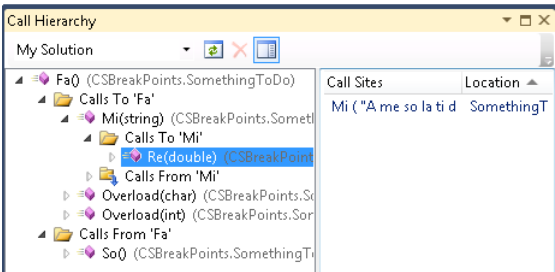 Call Hierarchy
My Solution
Fa() (CSBreakPoints.SomethingToDo)
Calls To 'Fa'
Mi(string) (CSBreakPoints.Someth
Calls To 'Mi'
Re(double) (CSBreakPoint
Calls From 'Mi'
Overload(char) (CSBreakPoints.So
Overload(int) (CSBreakPoints.Son
Calls From 'Fa'
So() (CSBreakPoints.SomethingT
Call Sites Location
Mi ( "A me so la ti d SomethingT